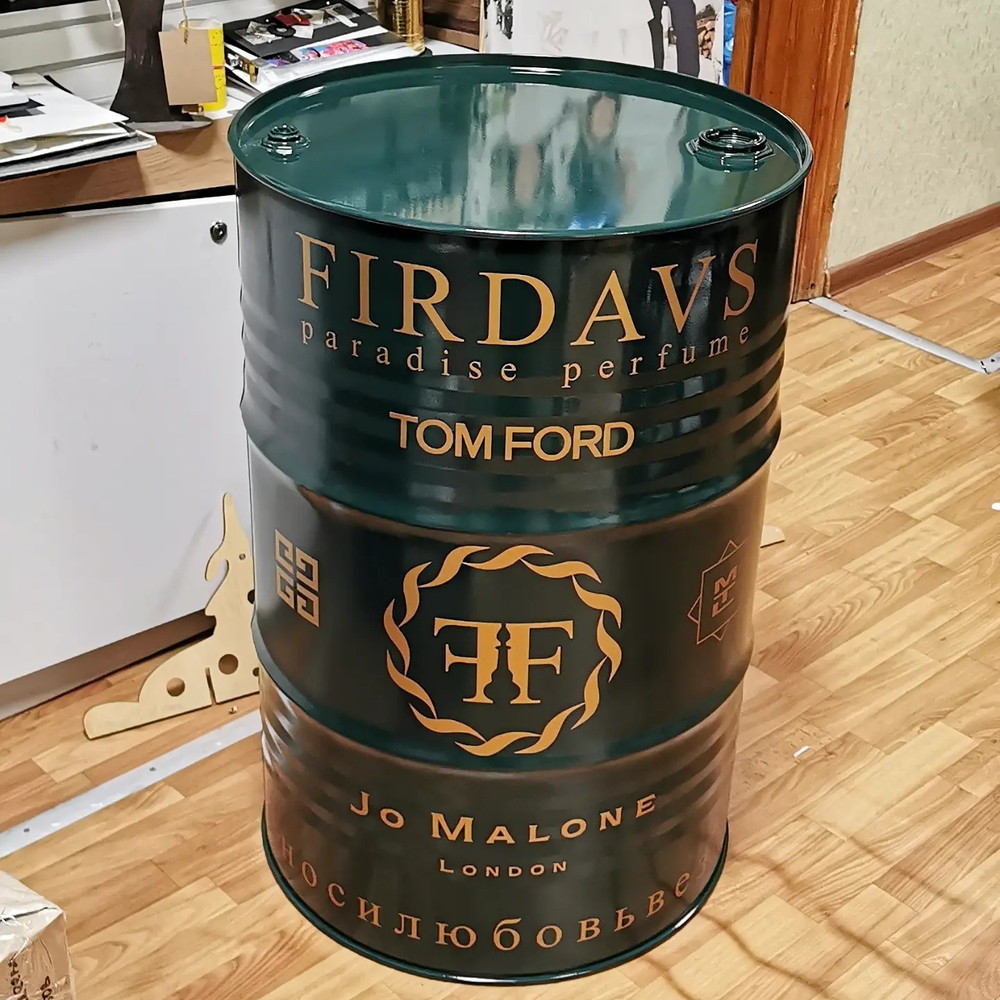 FIRDAVS
paradise perfume
TOM FORD
FF
JO MALONE
LONDON
носилюбовьве